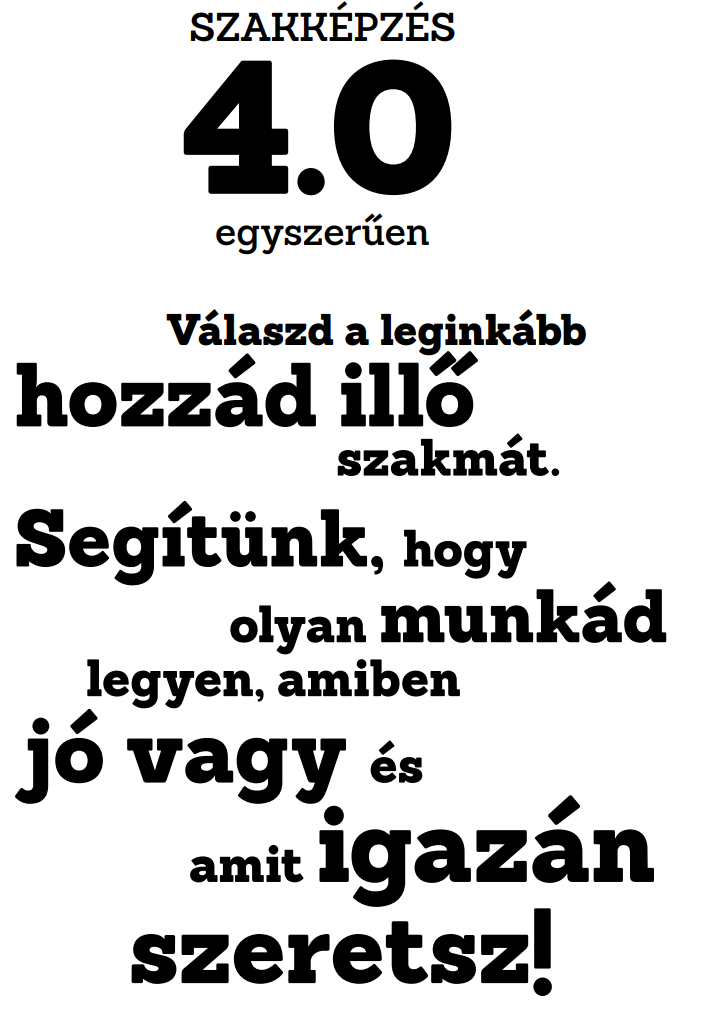 SZAKKÉPZÉS
4.0
egyszerűen
Válaszd a leginkább
hozzád illő
szakmát.
Segítünk, hogy
olyan munkád
legyen, amiben
jó vagy és
amit igazán
szeretsz!